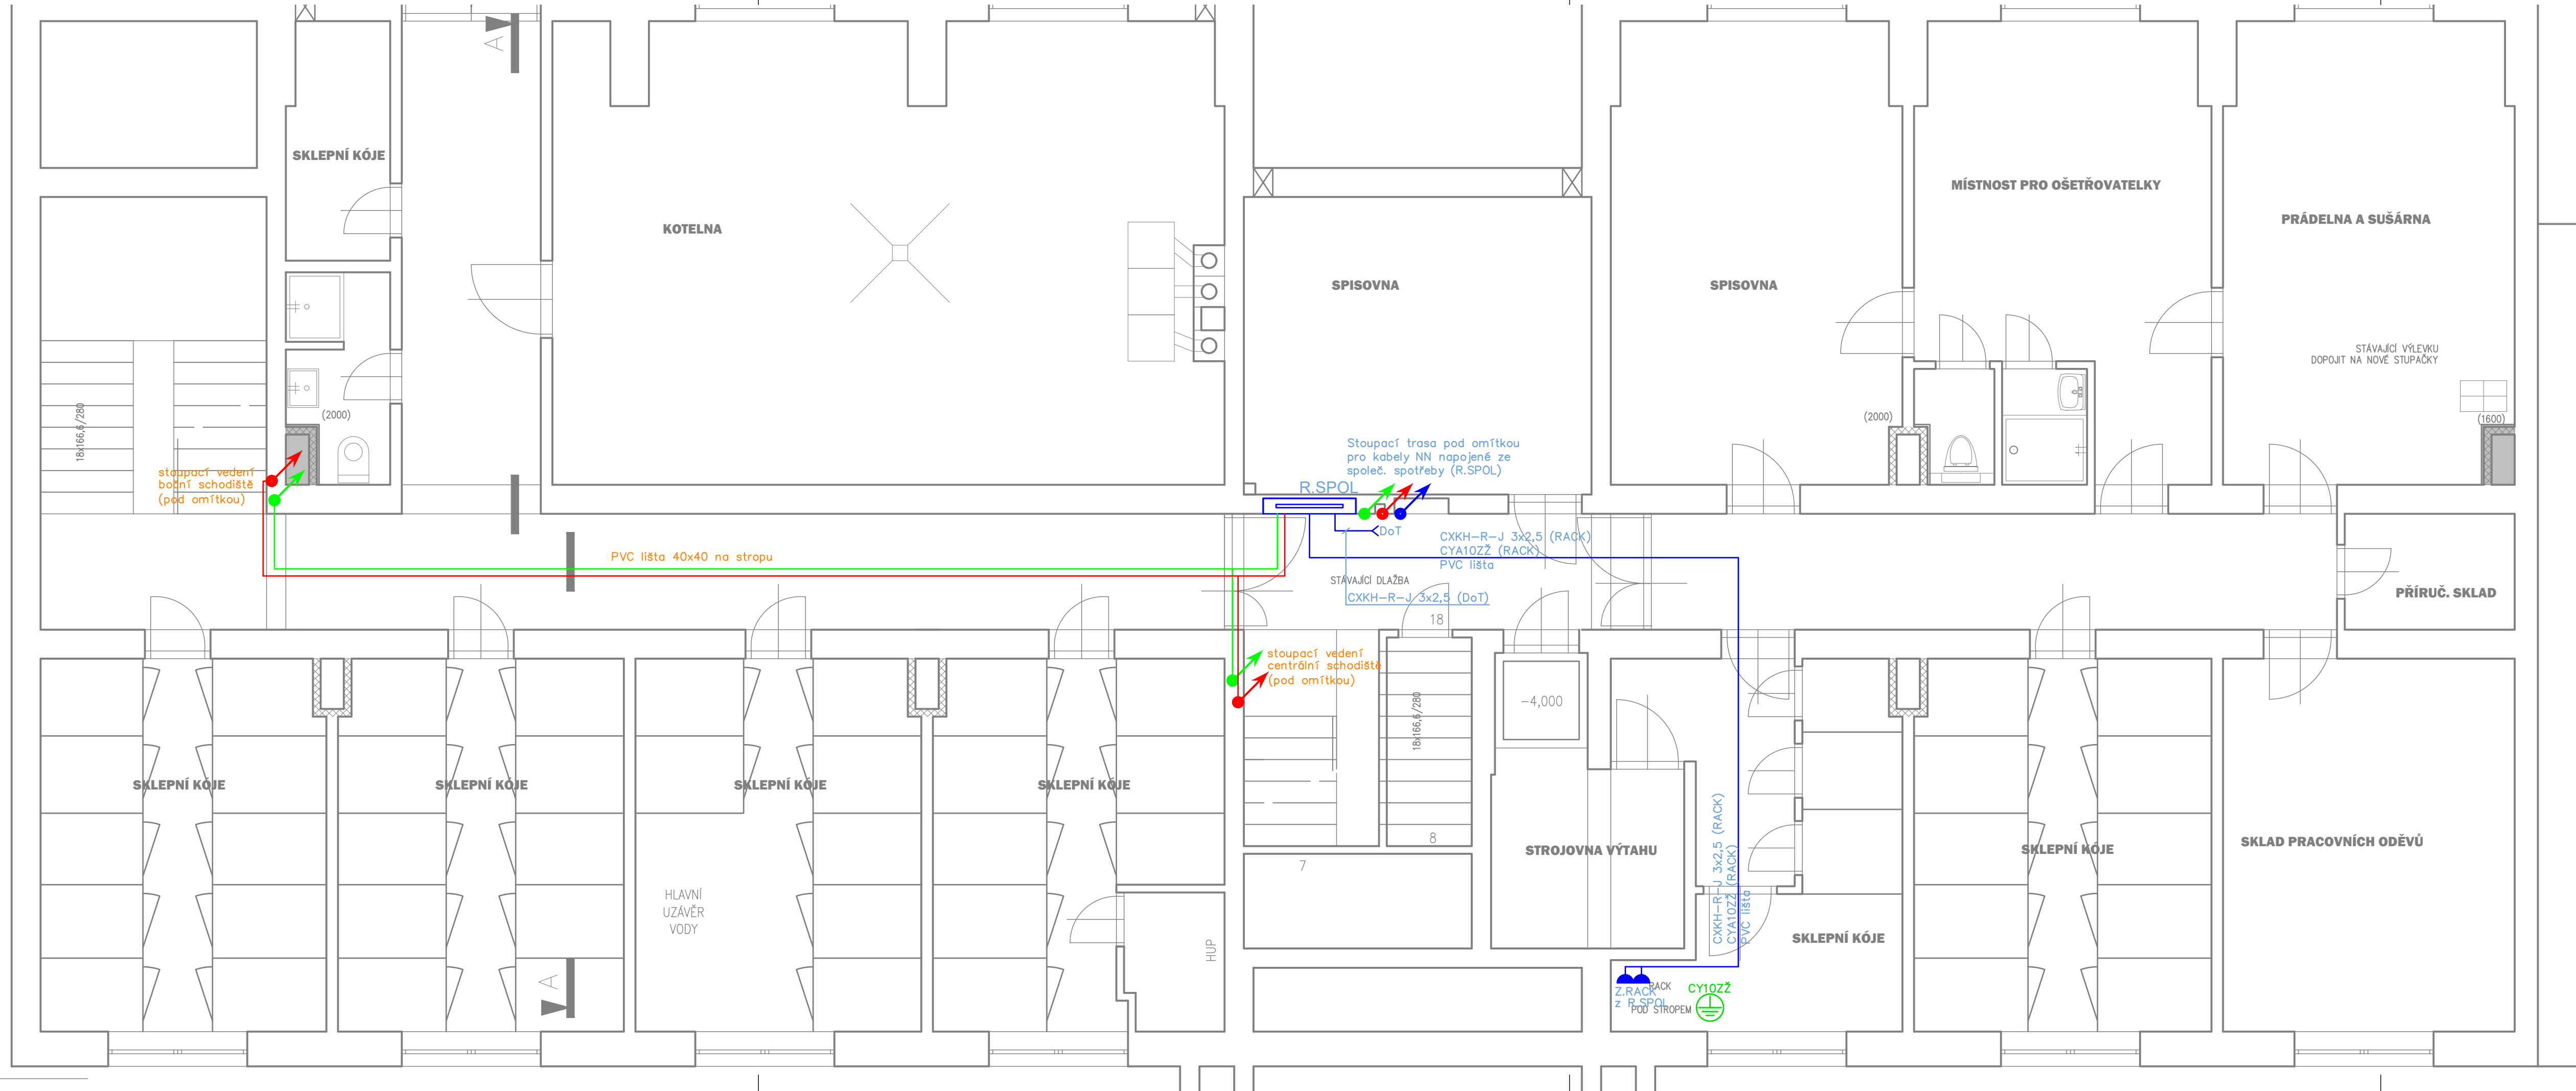 A
SKLEPNÍ KÓJE
KOTELNA
SPISOVNA
SPISOVNA
MÍSTNOST PRO OŠETŘOVATELKY
PRÁDELNA A SUŠÁRNA
STÁVAJÍCÍ VÝLEVKU
DOPOJIT NA NOVÉ STUPAČKY
(2000)
(2000)
(1600)
18x166,6/280
stoupací vedení
boční schodiště
(pod omítkou)
Stoupací trasa pod omítkou
pro kabely NN napojené ze
společ. spotřeby (R.SPOL)
R.SPOL
DoT
CXKH-R-J 3x2,5 (RACK)
CYA10ZŽ (RACK)
PVC lišta
PVC lišta 40x40 na stropu
STÁVAJÍCÍ DLAŽBA
CXKH-R-J 3x2,5 (DoT)
PŘÍRUČ. SKLAD
18
stoupací vedení
centrální schodiště
(pod omítkou)
18x166,6/280
-4,000
SKLEPNÍ KÓJE
SKLEPNÍ KÓJE
SKLEPNÍ KÓJE
SKLEPNÍ KÓJE
8
7
STROJOVNA VÝTAHU
CXKH-R-J 3x2,5 (RACK)
CYA10ZŽ (RACK)
PVC lišta
SKLEPNÍ KÓJE
SKLAD PRACOVNÍCH ODĚVŮ
HLAVNÍ
UZÁVĚR
VODY
HUP
SKLEPNÍ KÓJE
A
Z.RACK
z R.SPOL
RACK
POD STROPEM
CY10ZŽ